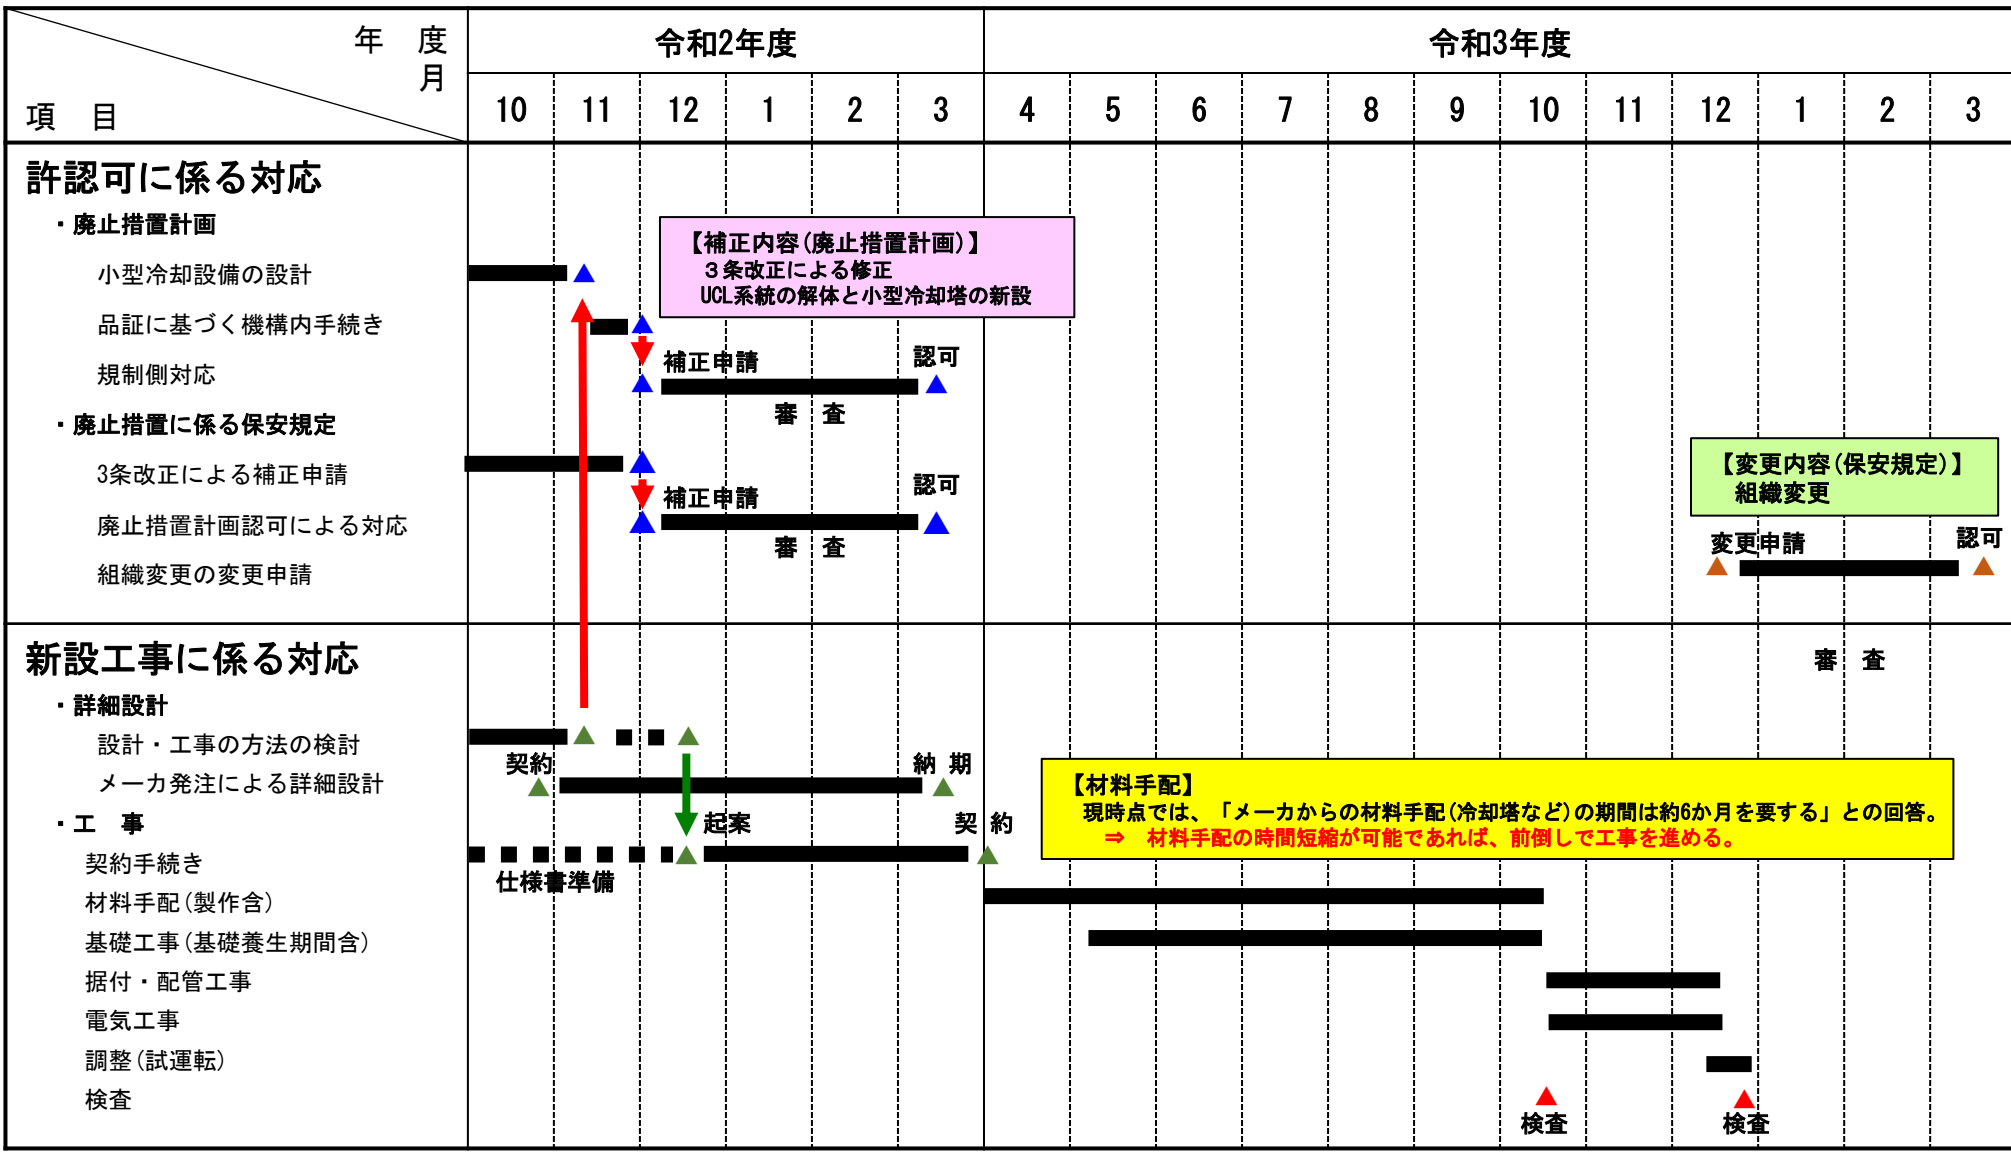 年　度
月
項　目
令和2年度
令和3年度
10 11 12 1 2 3 4 5 6 7 8 9 10 11 12 1 2 3
許認可に係る対応
・廃止措置計画
小型冷却設備の設計
品証に基づく機構内手続き
規制側対応
・廃止措置に係る保安規定
3条改正による補正申請
廃止措置計画認可による対応
組織変更の変更申請
【補正内容(廃止措置計画)】
３条改正による修正
UCL系統の解体と小型冷却塔の新設
補正申請
認可
審　査
補正申請
認可
審　査
【変更内容(保安規定)】
組織変更
変更申請
認可
新設工事に係る対応
審　査
・詳細設計
設計・工事の方法の検討
メーカ発注による詳細設計
契約
納 期
・工　事
起案
契 約
契約手続き
仕様書準備
材料手配(製作含)
基礎工事(基礎養生期間含)
据付・配管工事
電気工事
調整(試運転)
検査
【材料手配】
現時点では、「メーカからの材料手配(冷却塔など)の期間は約6か月を要する」との回答。
⇒　材料手配の時間短縮が可能であれば、前倒しで工事を進める。
検査
検査